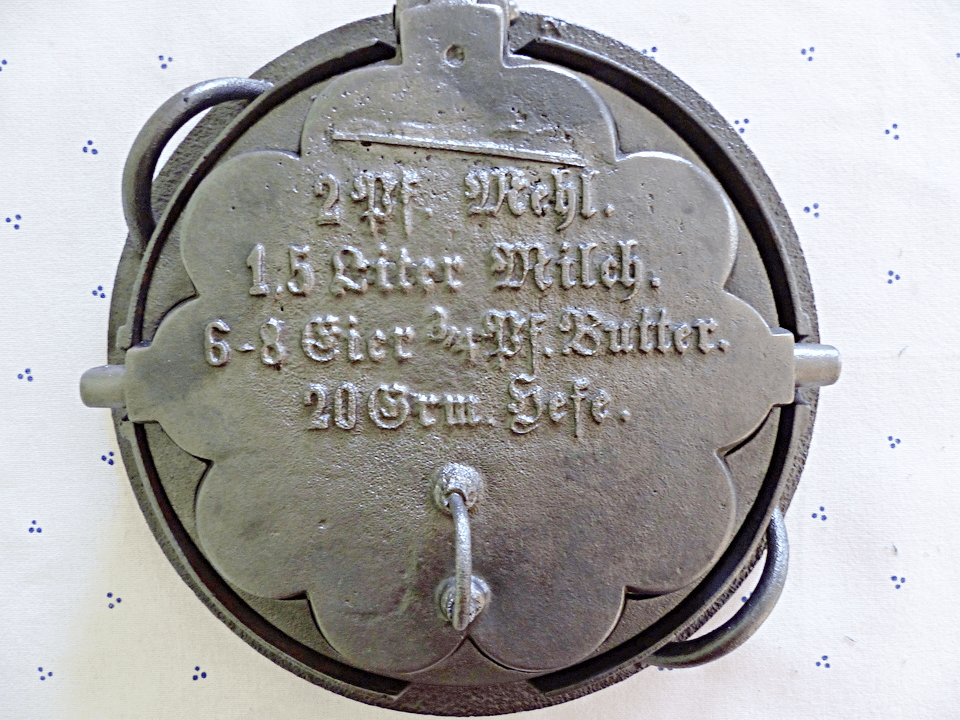 2 Pf. Mehl.
1.5 Liter Milch.
6-8 Eier 3/4 Pf. Butter.
20 Grm. Hefe.